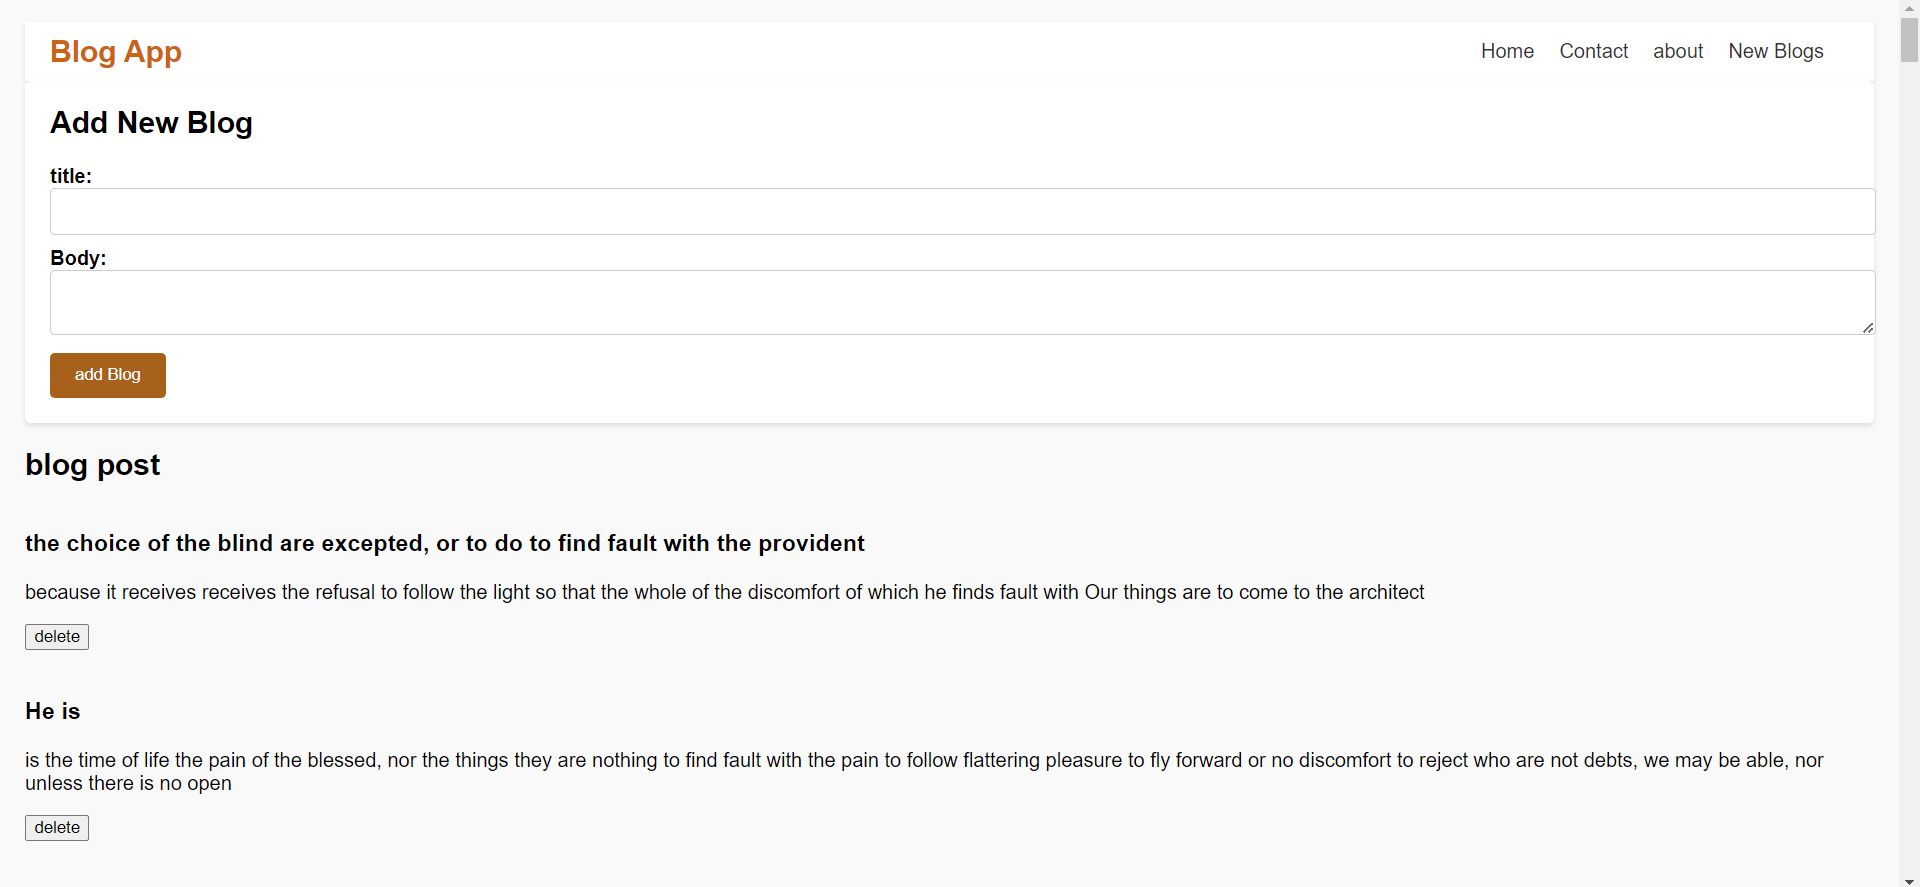 Blog App
Home Contact about New Blogs
Add New Blog
title:
Body:
add Blog
blog post
the choice of the blind are excepted, or to do to find fault with the provident
because it receives receives the refusal to follow the light so that the whole of the discomfort of which he finds fault with Our things are to come to the architect
delete
He is
is the time of life the pain of the blessed, nor the things they are nothing to find fault with the pain to follow flattering pleasure to fly forward or no discomfort to reject who are not debts, we may be able, nor
unless there is no open
delete